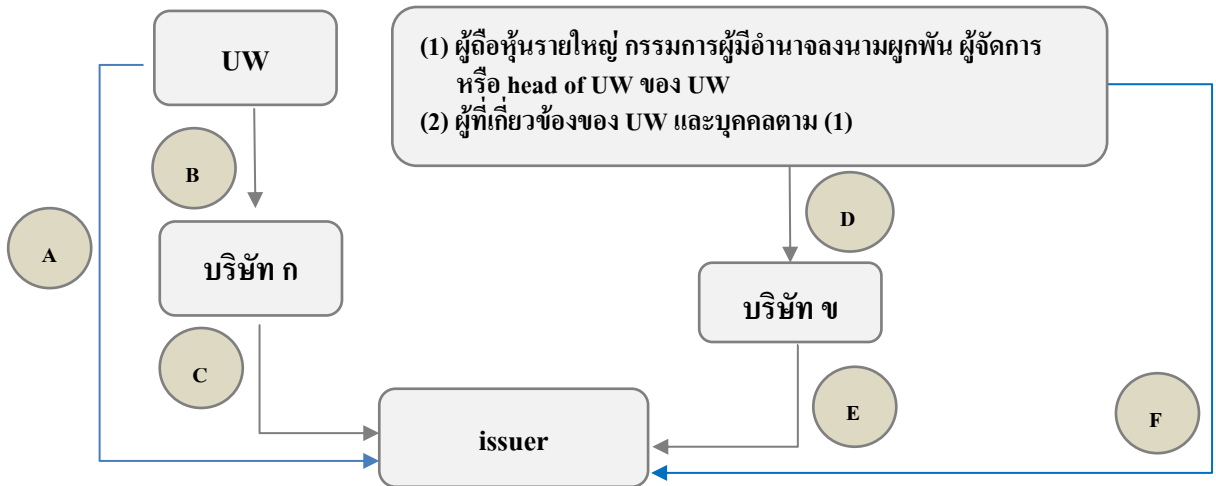 UW
(1) ผู้ถือหุ้นรายใหญ่ กรรมการผู้มีอำนาจลงนามผูกพัน ผู้จัดการ
หรือ head of UW ของ UW
(2) ผู้ที่เกี่ยวข้องของ UW และบุคคลตาม (1)
B
D
A
บริษัท ก
บริษัท ข
C
E
F
issuer